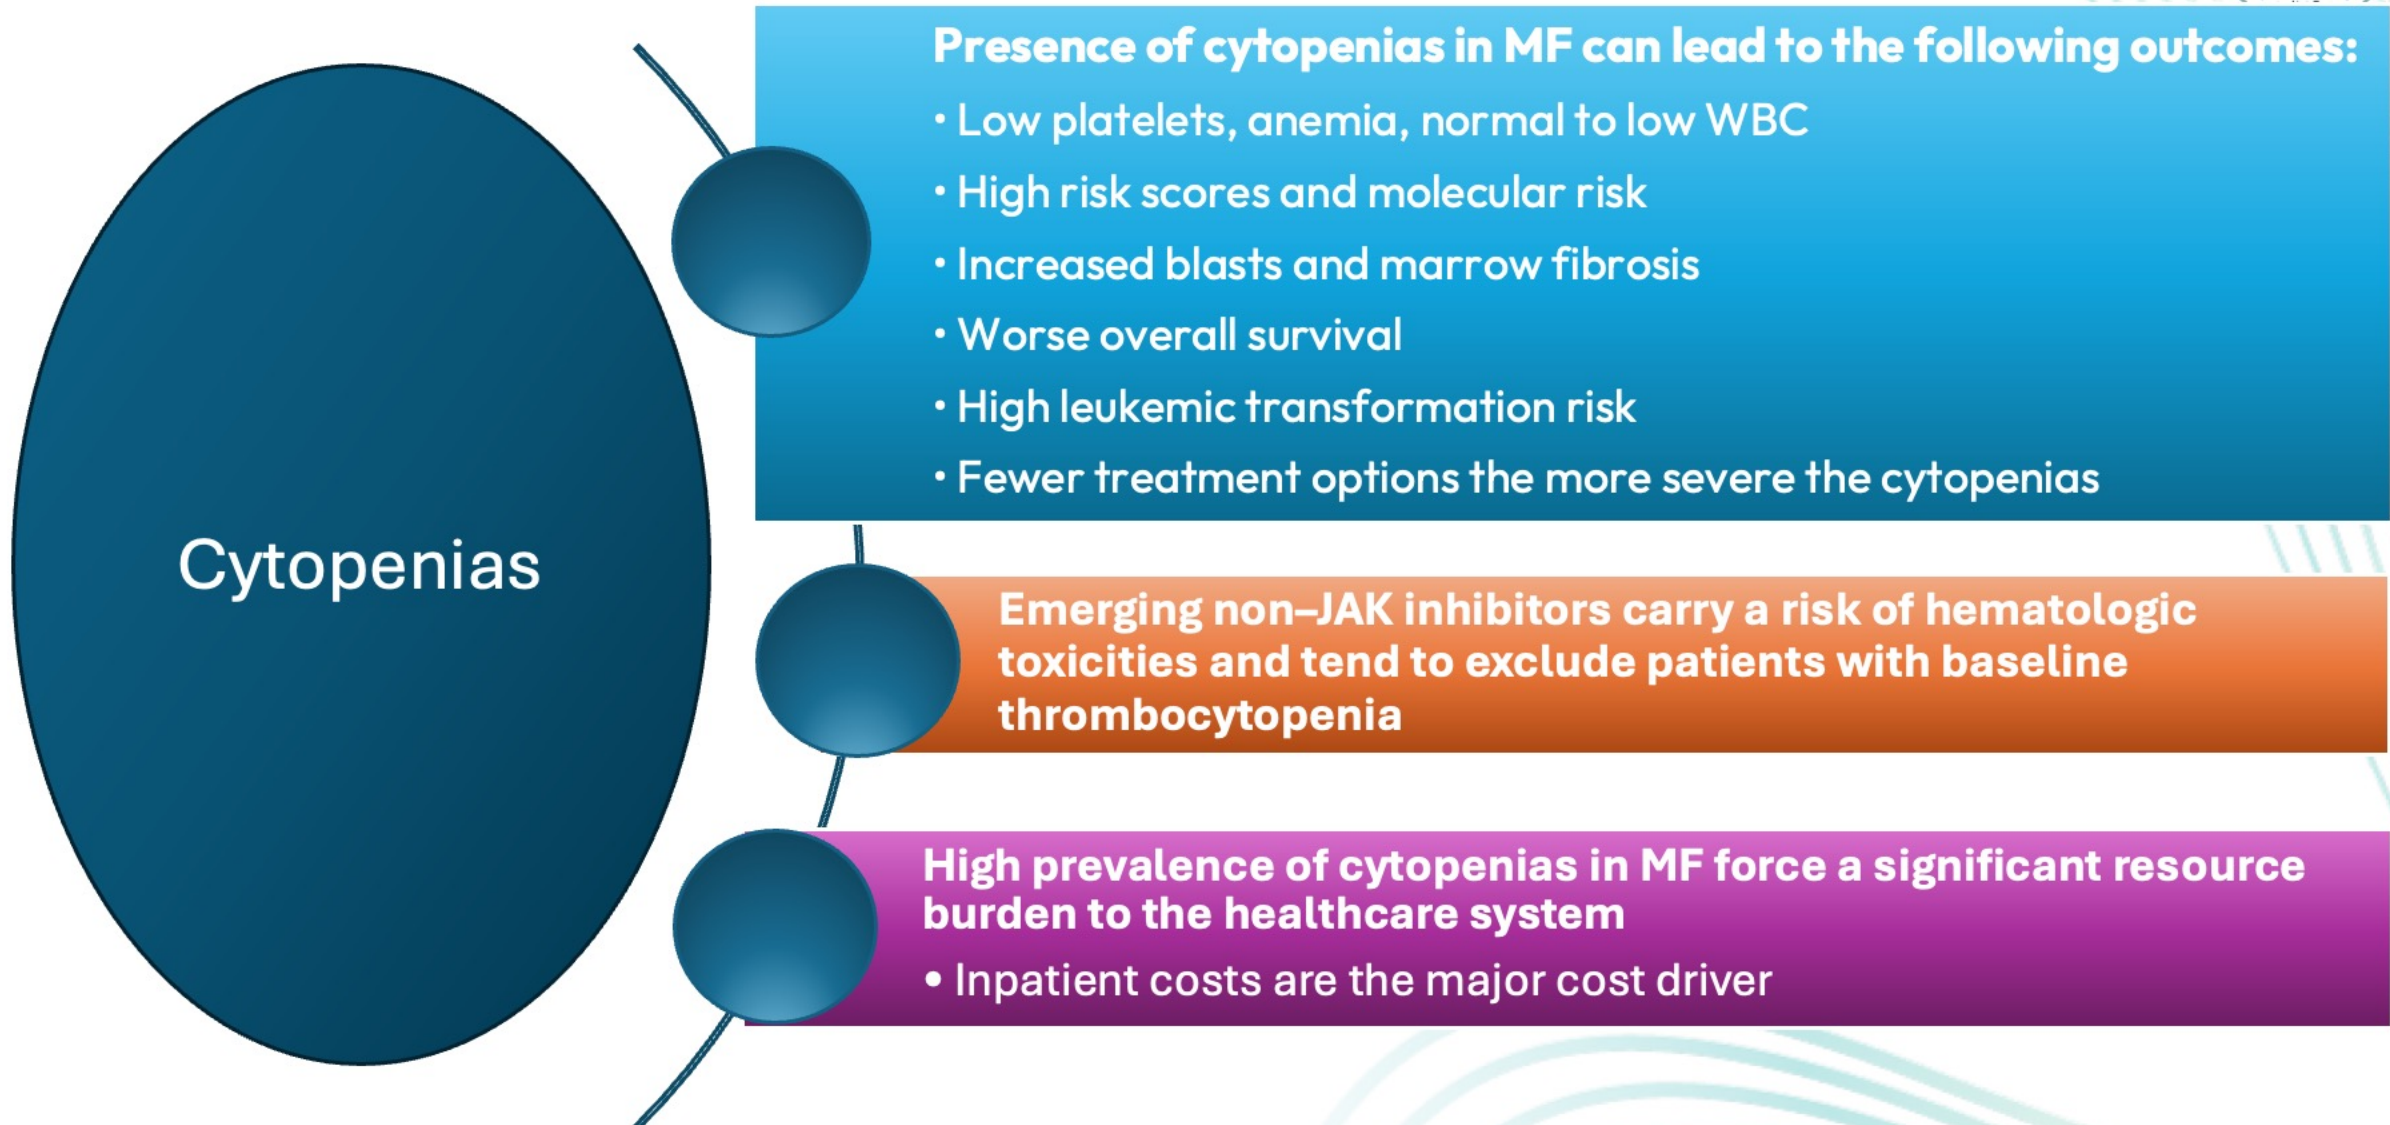 Presence of cytopenias in MF can lead to the following outcomes:
• Low platelets, anemia, normal to low WBC
• High risk scores and molecular risk
• Increased blasts and marrow fibrosis
• Worse overall survival
• High leukemic transformation risk
• Fewer treatment options the more severe the cytopenias
Cytopenias
Emerging non–JAK inhibitors carry a risk of hematologic
toxicities and tend to exclude patients with baseline
thrombocytopenia
High prevalence of cytopenias in MF force a significant resource
burden to the healthcare system
• Inpatient costs are the major cost driver